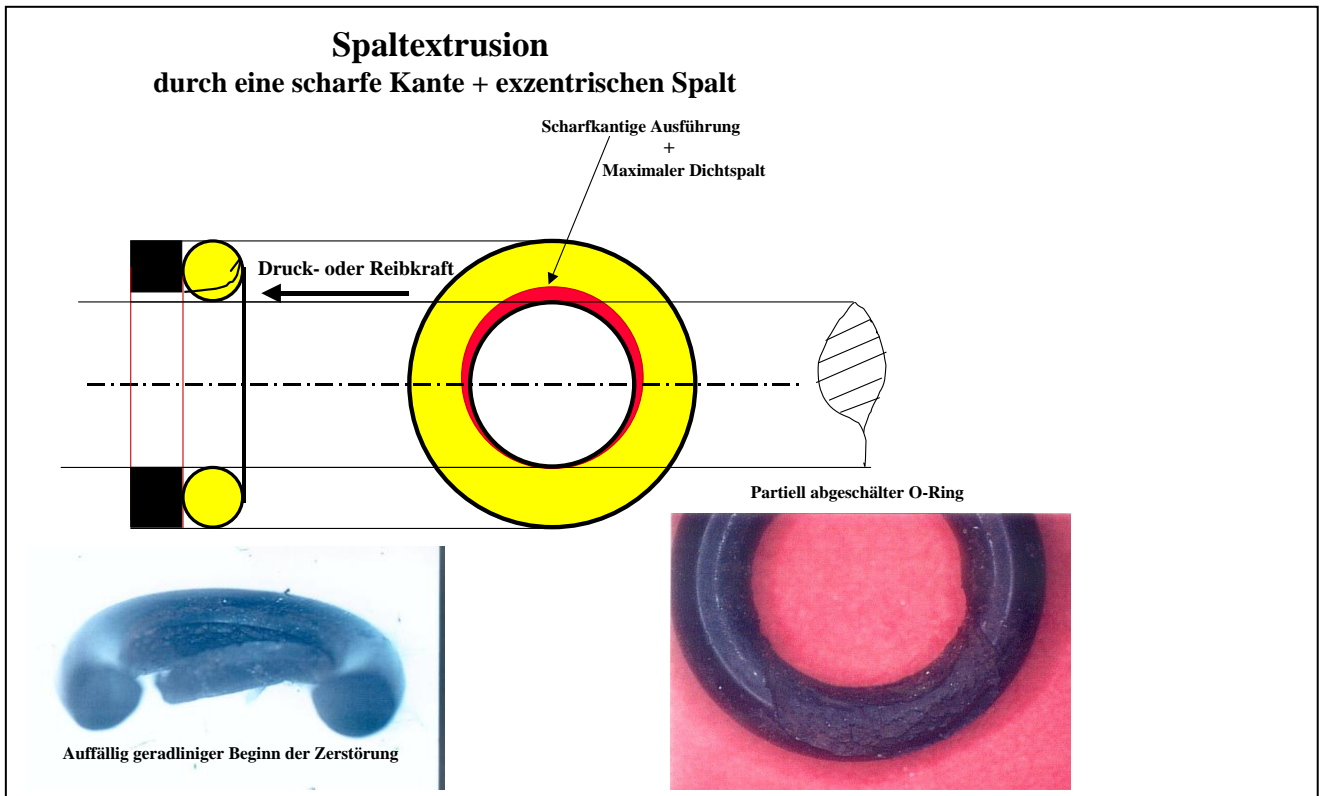 Spaltextrusion
durch eine scharfe Kante + exzentrischen Spalt
Scharfkantige Ausführung
+
Maximaler Dichtspalt
Druck- oder Reibkraft
Partiell abgeschälter O-Ring
Auffällig geradliniger Beginn der Zerstörung